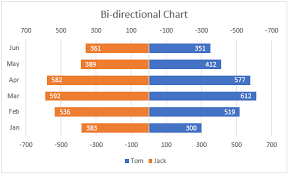 Bi-directional Chart
700 500 300 100 -100 -300 -500 -700
Jun 361 351
May 389 412
Apr 582 577
Mar 592 612
Feb 536 519
Jan 383 300
-700 -500 -300 -100 100 300 500 700
Tom Jack